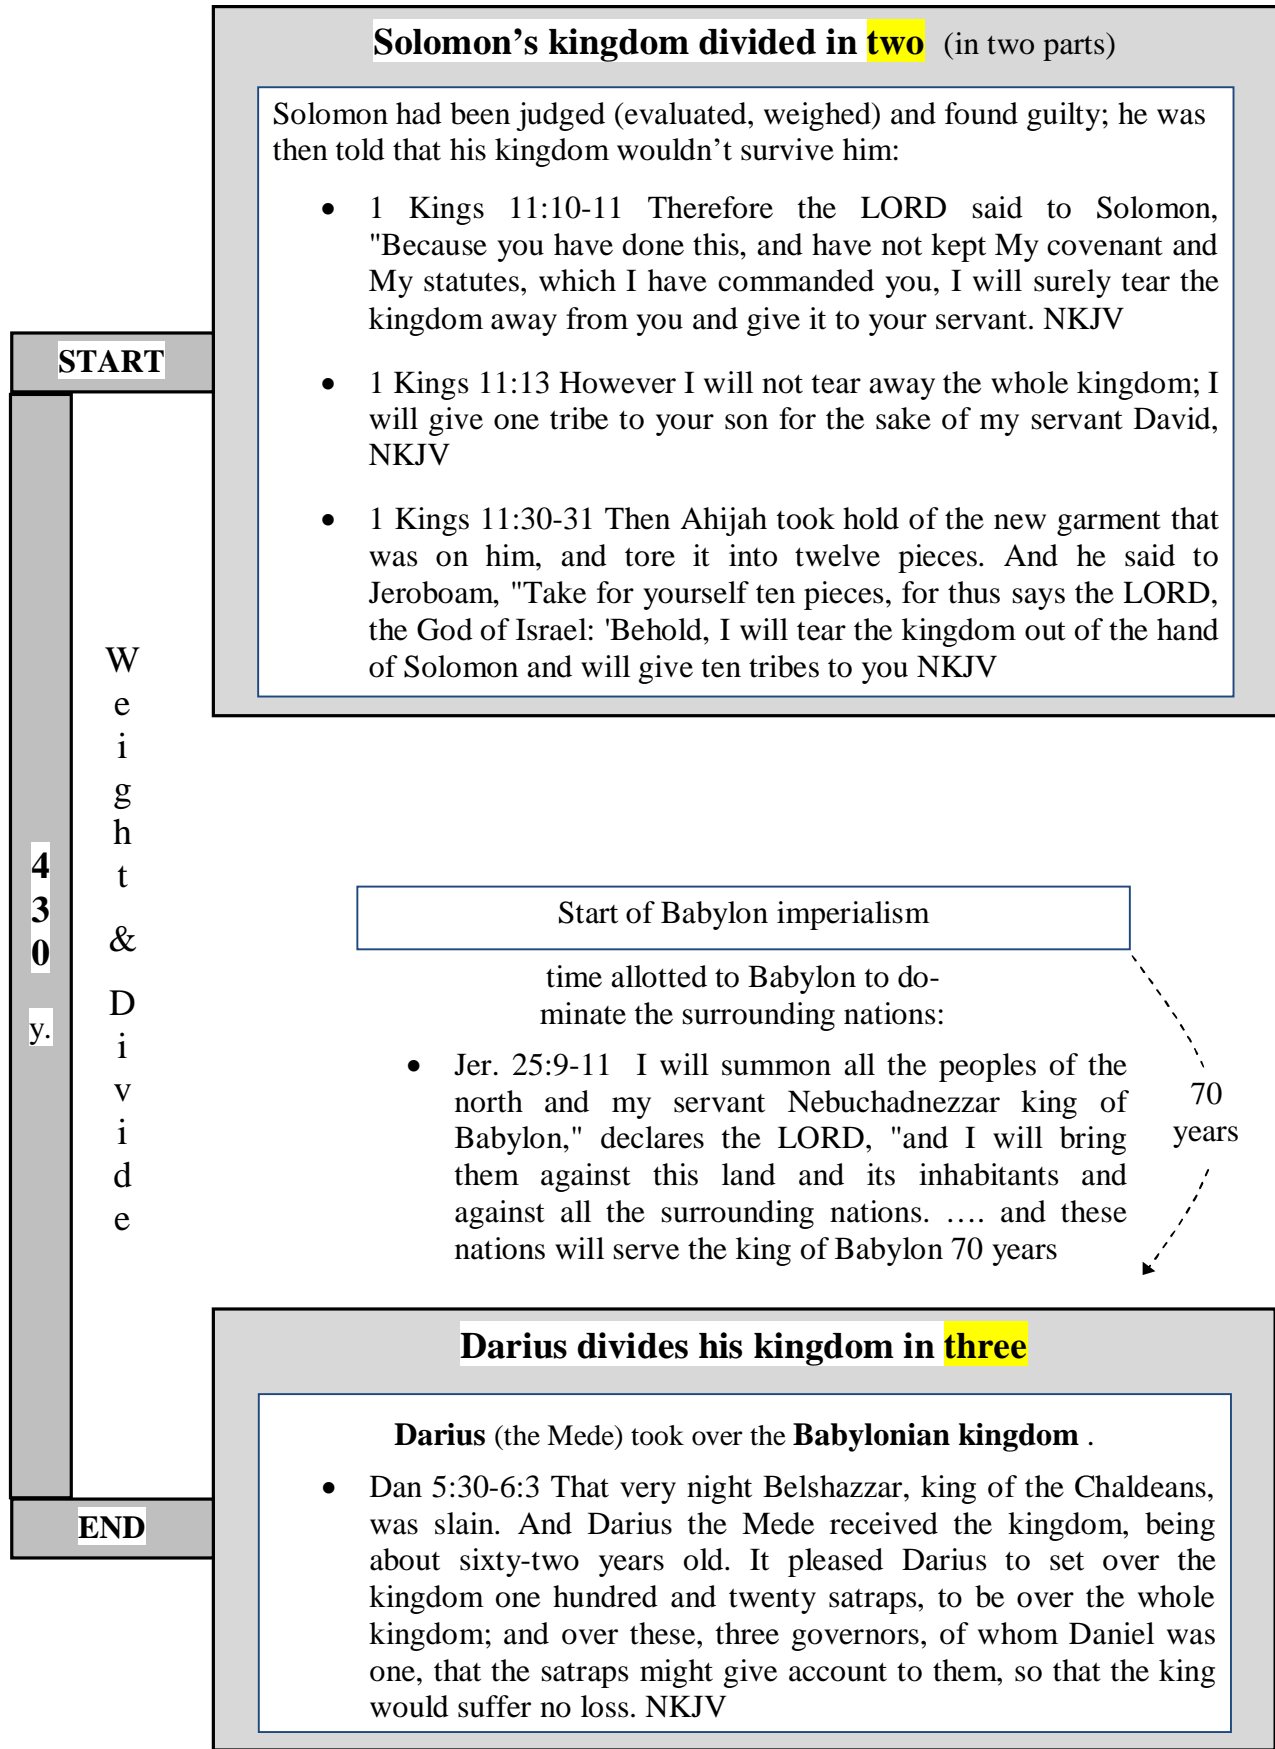 Solomon's kingdom divided in two (in two parts)
Solomon had been judged (evaluated, weighed) and found guilty; he was
then told that his kingdom wouldn't survive him:
• 1 Kings 11:10-11 Therefore the LORD said to Solomon,
"Because you have done this, and have not kept My covenant and
My statutes, which I have commanded you, I will surely tear the
kingdom away from you and give it to your servant. NKJV
• 1 Kings 11:13 However I will not tear away the whole kingdom; I
will give one tribe to your son for the sake of my servant David,
NKJV
• 1 Kings 11:30-31 Then Ahijah took hold of the new garment that
was on him, and tore it into twelve pieces. And he said to
Jeroboam, "Take for yourself ten pieces, for thus says the LORD,
the God of Israel: 'Behold, I will tear the kingdom out of the hand
of Solomon and will give ten tribes to you NKJV
START
430
y.
Weight & Divide
Start of Babylon imperialism
time allotted to Babylon to do-
minate the surrounding nations:
• Jer. 25:9-11 I will summon all the peoples of the
north and my servant Nebuchadnezzar king of
Babylon," declares the LORD, "and I will bring
them against this land and its inhabitants and
against all the surrounding nations. …. and these
nations will serve the king of Babylon 70 years
70
years
Darius divides his kingdom in three
Darius (the Mede) took over the Babylonian kingdom .
• Dan 5:30-6:3 That very night Belshazzar, king of the Chaldeans,
was slain. And Darius the Mede received the kingdom, being
about sixty-two years old. It pleased Darius to set over the
kingdom one hundred and twenty satraps, to be over the whole
kingdom; and over these, three governors, of whom Daniel was
one, that the satraps might give account to them, so that the king
would suffer no loss. NKJV
END